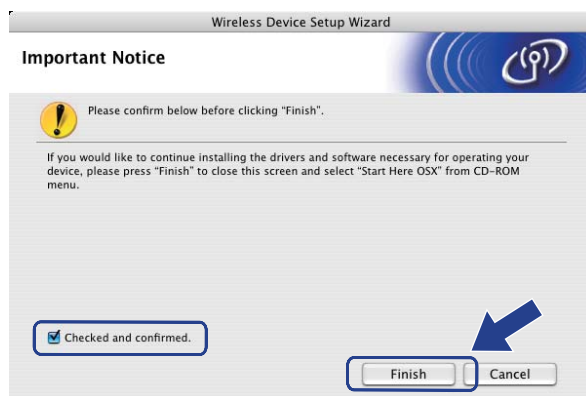 Wireless Device Setup Wizard
Important Notice
Please confirm below before clicking “Finish”.
If you would like to continue installing the drivers and software necessary for operating your
device, please press “Finish” to close this screen and select “Start Here OSX” from CD-ROM
menu.
Checked and confirmed.
Finish Cancel